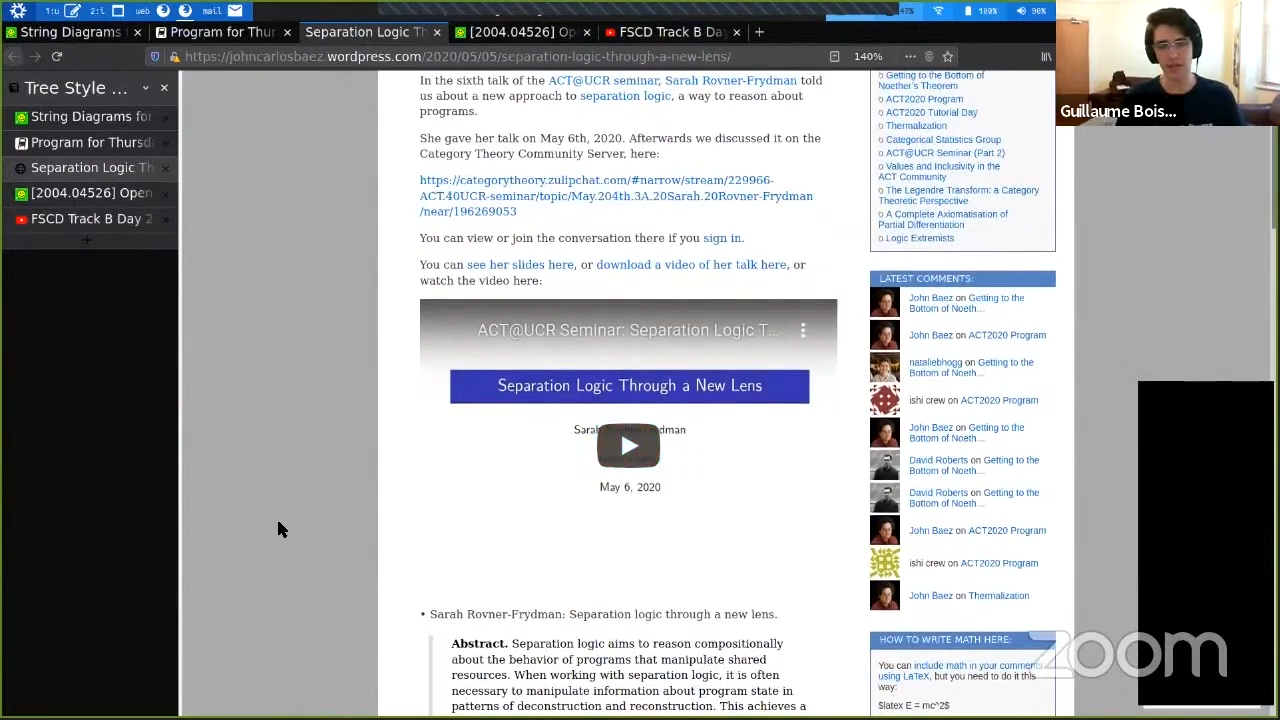 1:u
2:i
web
mail
48%
100%
90%
String Diagrams
Program for Thur
Separation Logic Th
[2004.04526] Op
FSCD Track B Day
https://johncarlosbaez.wordpress.com/2020/05/05/separation-logic-through-a-new-lens/
140%
Guillaume Bois...
Tree Style ...
String Diagrams for
Program for Thursd
Separation Logic Th
[2004.04526] Open
FSCD Track B Day 2
In the sixth talk of the ACT@UCR seminar, Sarah Rovner-Frydman told
us about a new approach to separation logic, a way to reason about
programs.
She gave her talk on May 6th, 2020. Afterwards we discussed it on the
Category Theory Community Server, here:
https://categorytheory.zulipchat.com/#narrow/stream/229966-
ACT.40UCR-seminar/topic/May.204th.3A.20Sarah.20Rovner-Frydman
/near/196269053
You can view or join the conversation there if you sign in.
You can see her slides here, or download a video of her talk here, or
watch the video here:
ACT@UCR Seminar: Separation Logic T...
Separation Logic Through a New Lens
May 6, 2020
• Sarah Rovner-Frydman: Separation logic through a new lens.
Abstract. Separation logic aims to reason compositionally
about the behavior of programs that manipulate shared
resources. When working with separation logic, it is often
necessary to manipulate information about program state in
patterns of deconstruction and reconstruction. This achieves a
Getting to the Bottom of
Noether's Theorem
ACT2020 Program
ACT2020 Tutorial Day
Thermalization
Categorical Statistics Group
ACT@UCR Seminar (Part 2)
Values and Inclusivity in the
ACT Community
The Legendre Transform: a Category
Theoretic Perspective
A Complete Axiomatisation of
Partial Differentiation
Logic Extremists
LATEST COMMENTS:
John Baez on Getting to the
Bottom of Noeth…
John Baez on ACT2020 Program
nataliebhogg on Getting to the
Bottom of Noeth…
ishi crew on ACT2020 Program
John Baez on Getting to the
Bottom of Noeth…
David Roberts on Getting to the
Bottom of Noeth…
David Roberts on Getting to the
Bottom of Noeth…
John Baez on ACT2020 Program
ishi crew on ACT2020 Program
John Baez on Thermalization
HOW TO WRITE MATH HERE:
You can include math in your comments
using LaTeX, but you need to do it this
way:
$latex E = mc^2$
zoom